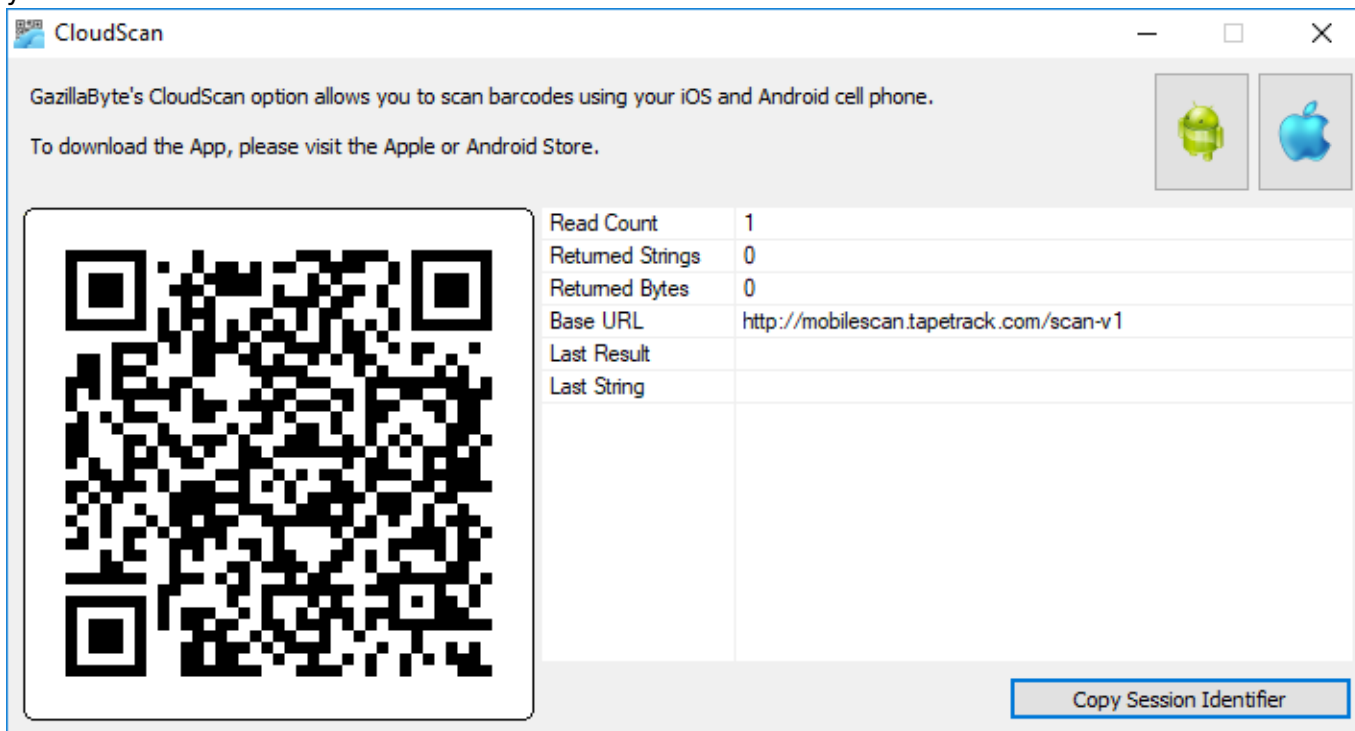 CloudScan
GazillaByte's CloudScan option allows you to scan barcodes using your iOS and Android cell phone.
To download the App, please visit the Apple or Android Store.
Read Count 1
Returned Strings 0
Returned Bytes 0
Base URL http://mobilescan.tapetrack.com/scan-v1
Last Result
Last String
Copy Session Identifier